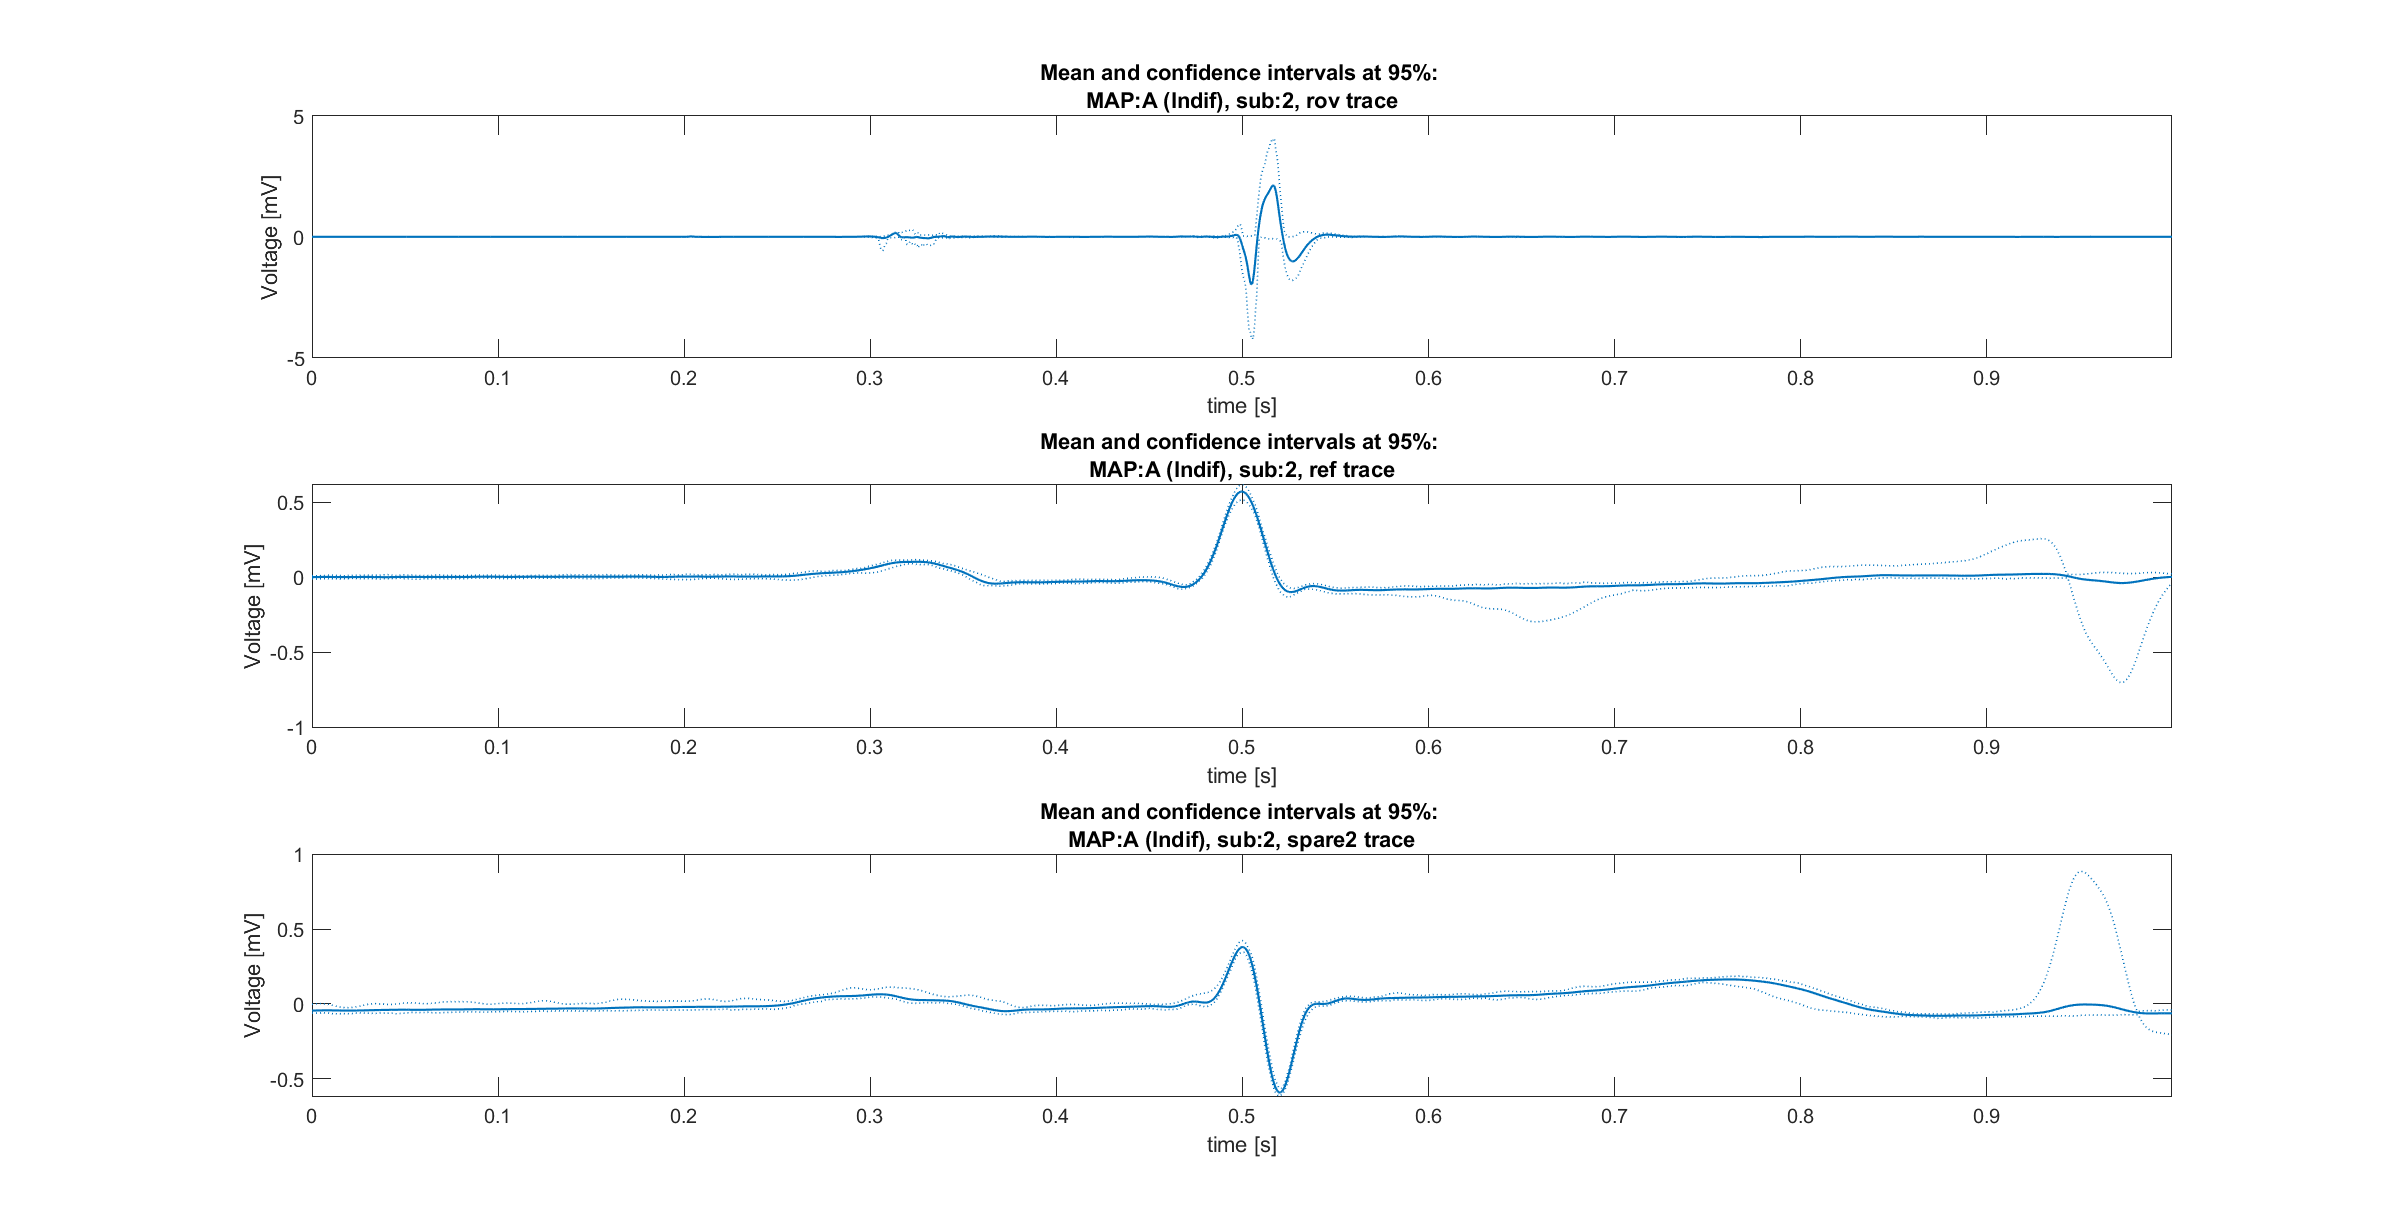 Mean and confidence intervals at 95%:
MAP:A (Indif), sub:2, rov trace
5
0
-5
Voltage [mV]
0 0.1 0.2 0.3 0.4 0.5 0.6 0.7 0.8 0.9
time [s]
Mean and confidence intervals at 95%:
MAP:A (Indif), sub:2, ref trace
0.5
0
-0.5
-1
Voltage [mV]
0 0.1 0.2 0.3 0.4 0.5 0.6 0.7 0.8 0.9
time [s]
Mean and confidence intervals at 95%:
MAP:A (Indif), sub:2, spare2 trace
1
0.5
0
-0.5
Voltage [mV]
0 0.1 0.2 0.3 0.4 0.5 0.6 0.7 0.8 0.9
time [s]